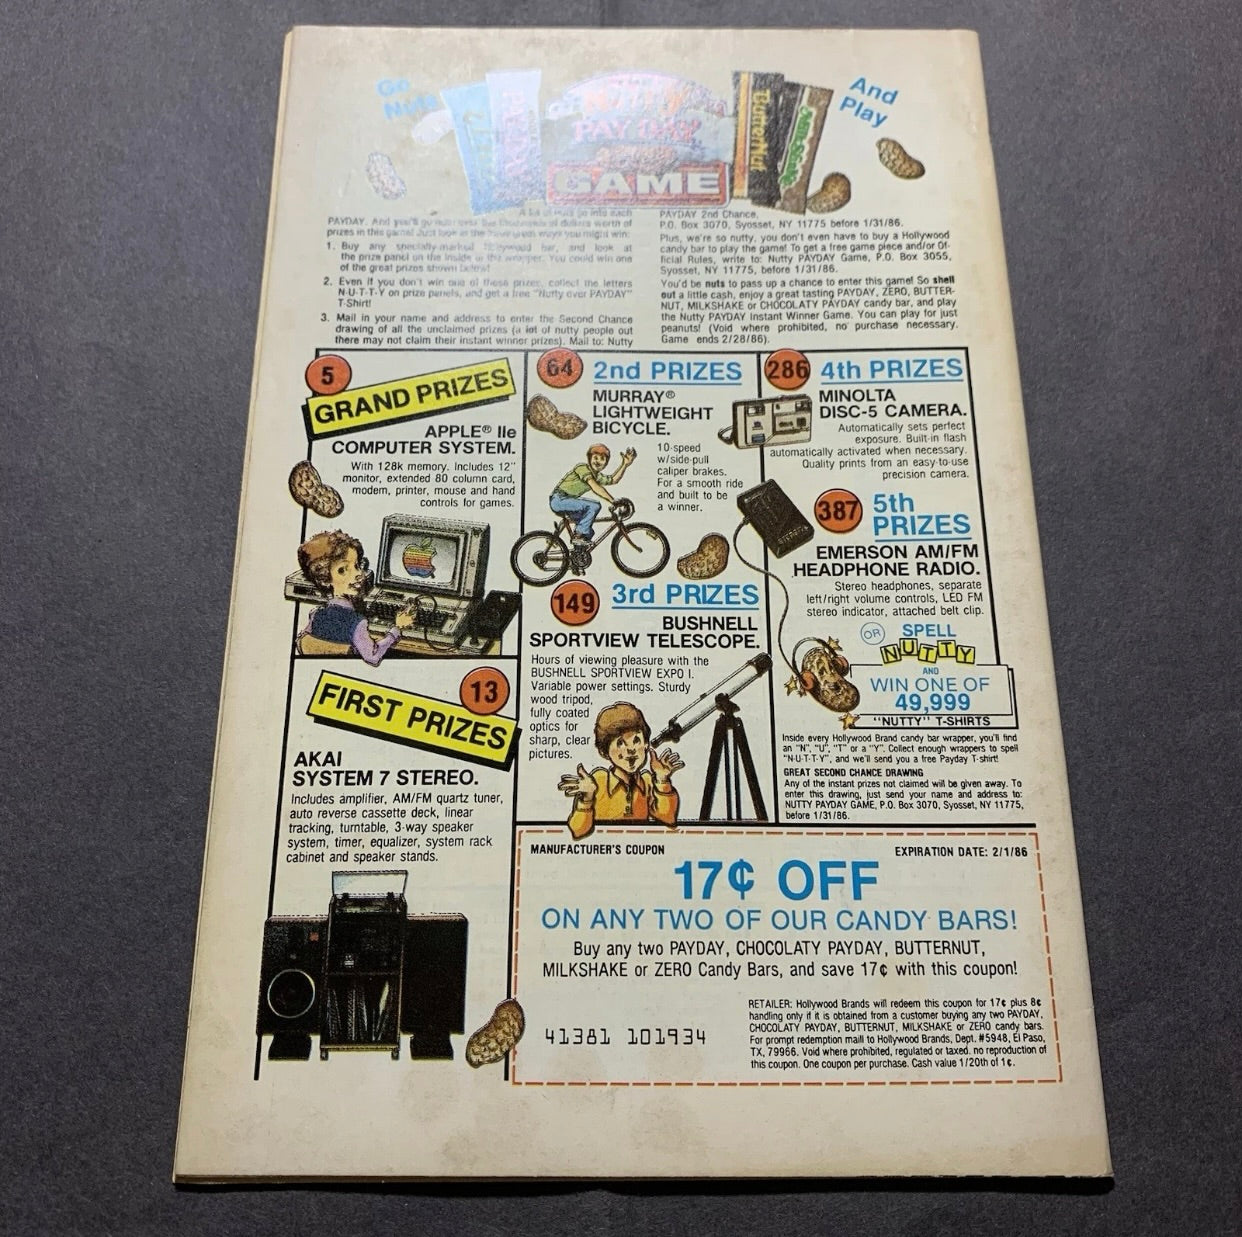 Go
Nuts
And
Play
NUTTY
PAY DAY
GAME
ButterNut
Milkshake
A lot of nuts go into each
PAYDAY. And you'll go nuts over the thousands of dollars worth of
prizes in this game! Just look at the great ways you might win:
1. Buy any specially-marked Hollywood bar, and look at
the prize panel on the inside of the wrapper. You could win one
of the great prizes shown below!
2. Even if you don't win one of these prizes, collect the letters
N-U-T-T-Y on prize panels, and get a free "Nutty over PAYDAY"
T-Shirt!
3. Mail in your name and address to enter the Second Chance
drawing of all the unclaimed prizes (a lot of nutty people out
there may not claim their instant winner prizes). Mail to: Nutty
PAYDAY 2nd Chance,
P.O. Box 3070, Syosset, NY 11775 before 1/31/86.
Plus, we're so nutty, you don't even have to buy a Hollywood
candy bar to play the game! To get a free game piece and/or Of-
ficial Rules, write to: Nutty PAYDAY Game, P.O. Box 3055,
Syosset, NY 11775, before 1/31/86.
You'd be nuts to pass up a chance to enter this game! So shell
out a little cash, enjoy a great tasting PAYDAY, ZERO, BUTTER-
NUT, MILKSHAKE or CHOCOLATY PAYDAY candy bar, and play
the Nutty PAYDAY Instant Winner Game. You can play for just
peanuts! (Void where prohibited, no purchase necessary.
Game ends 2/28/86).
5
GRAND PRIZES
APPLE® IIe
COMPUTER SYSTEM.
With 128k memory. Includes 12"
monitor, extended 80 column card,
modem, printer, mouse and hand
controls for games.
13
FIRST PRIZES
AKAI
SYSTEM 7 STEREO.
Includes amplifier, AM/FM quartz tuner,
auto reverse cassette deck, linear
tracking, turntable, 3-way speaker
system, timer, equalizer, system rack
cabinet and speaker stands.
64
2nd PRIZES
MURRAY®
LIGHTWEIGHT
BICYCLE.
10-speed
w/side-pull
caliper brakes.
For a smooth ride
and built to be
a winner.
149
3rd PRIZES
BUSHNELL
SPORTVIEW TELESCOPE.
Hours of viewing pleasure with the
BUSHNELL SPORTVIEW EXPO I.
Variable power settings. Sturdy
wood tripod,
fully coated
optics for
sharp, clear
pictures.
286
4th PRIZES
MINOLTA
DISC-5 CAMERA.
Automatically sets perfect
exposure. Built-in flash
automatically activated when necessary.
Quality prints from an easy-to-use
precision camera.
387
5th
PRIZES
EMERSON AM/FM
HEADPHONE RADIO.
Stereo headphones, separate
left/right volume controls, LED FM
stereo indicator, attached belt clip.
OR SPELL
NUTTY
AND
WIN ONE OF
49,999
"NUTTY" T-SHIRTS
Inside every Hollywood Brand candy bar wrapper, you'll find
an "N", "U", "T" or a "Y". Collect enough wrappers to spell
"N-U-T-T-Y", and we'll send you a free Payday T-shirt!
GREAT SECOND CHANCE DRAWING
Any of the instant prizes not claimed will be given away. To
enter this drawing, just send your name and address to:
NUTTY PAYDAY GAME, P.O. Box 3070, Syosset, NY 11775,
before 1/31/86.
MANUFACTURER'S COUPON
EXPIRATION DATE: 2/1/86
17¢ OFF
ON ANY TWO OF OUR CANDY BARS!
Buy any two PAYDAY, CHOCOLATY PAYDAY, BUTTERNUT,
MILKSHAKE or ZERO Candy Bars, and save 17¢ with this coupon!
41381 101934
RETAILER: Hollywood Brands will redeem this coupon for 17¢ plus 8¢
handling only if it is obtained from a customer buying any two PAYDAY,
CHOCOLATY PAYDAY, BUTTERNUT, MILKSHAKE or ZERO candy bars.
For prompt redemption maill to Hollywood Brands, Dept. #5948, El Paso,
TX, 79966. Void where prohibited, regulated or taxed. no reproduction of
this coupon. One coupon per purchase. Cash value 1/20th of 1¢.